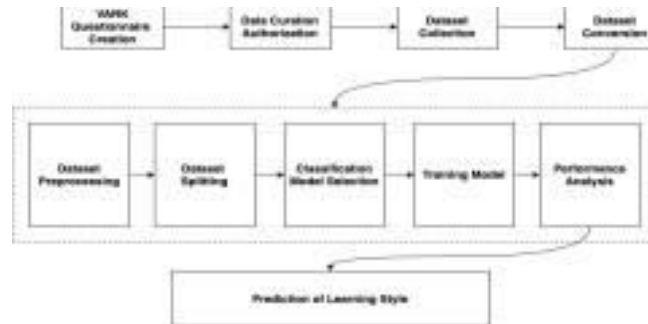 VARK
Questionnaire
Creation
Data Curation
Authorization
Dataset
Collection
Dataset
Conversion
Dataset
Preprocessing
Dataset
Splitting
Classification
Model Selection
Training Model
Performance
Analysis
Prediction of Learning Style